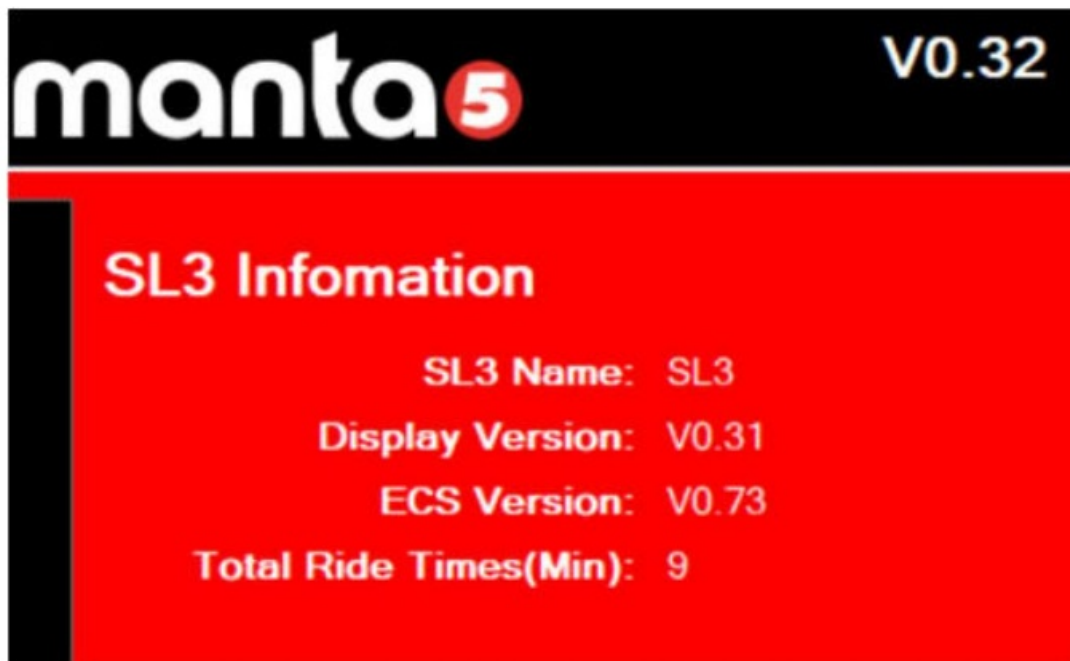 manta5
V0.32
SL3 Infomation
SL3 Name: SL3
Display Version: V0.31
ECS Version: V0.73
Total Ride Times(Min): 9